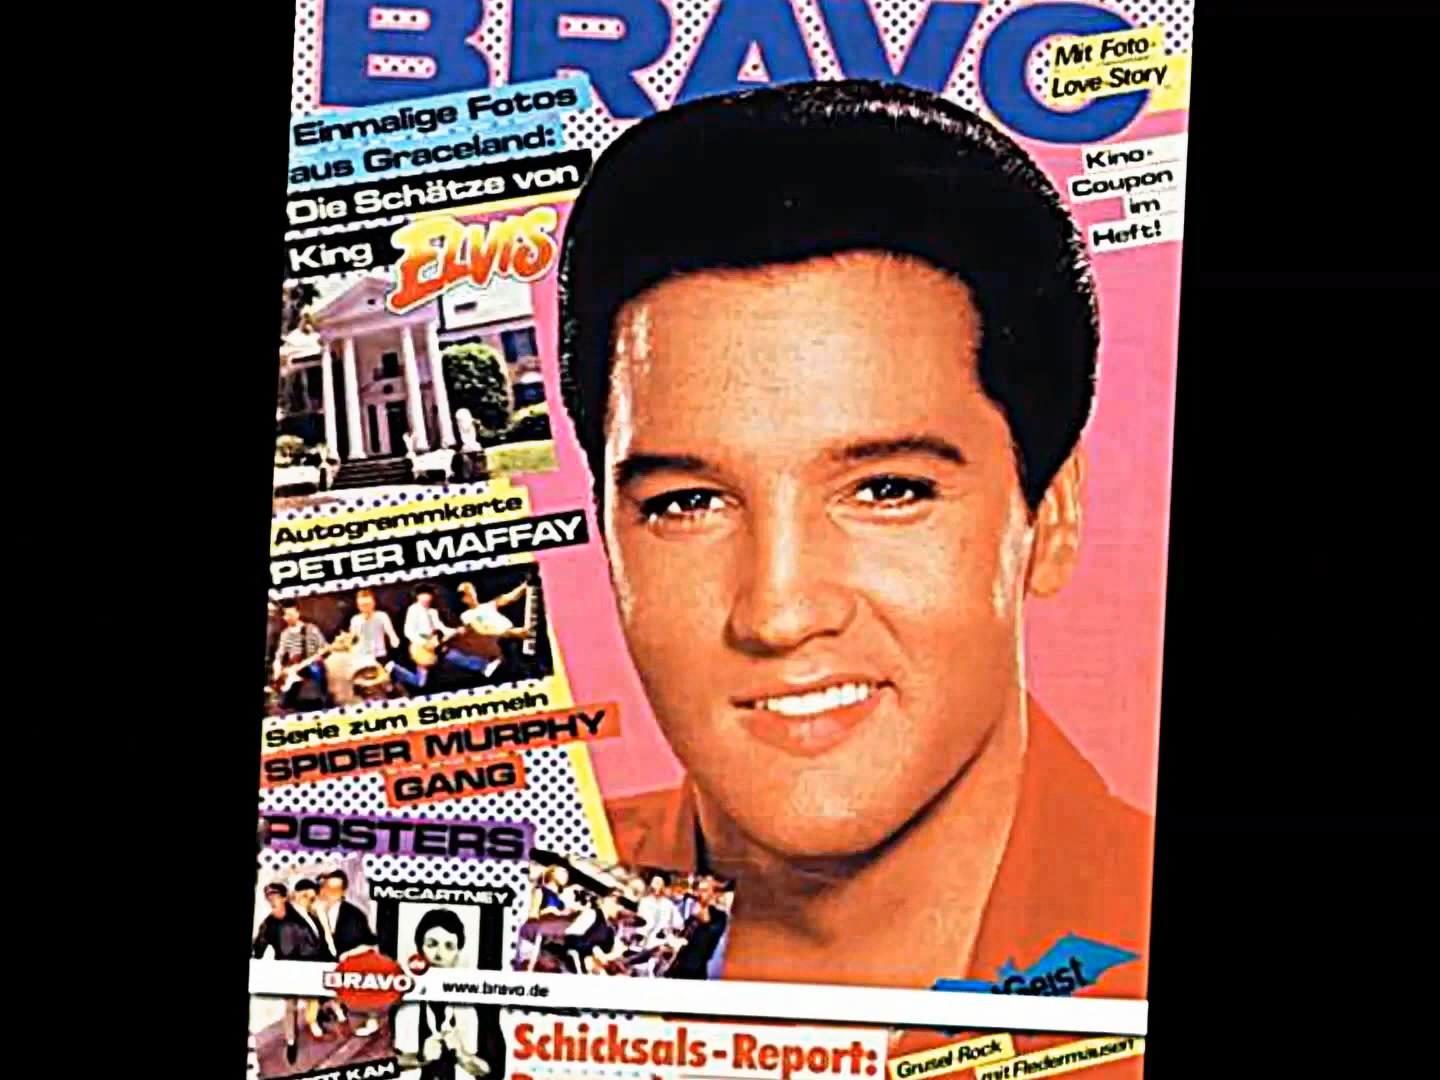 BRAVO
Mit Foto-
Love-Story
Einmalige Fotos
aus Graceland:
Die Schätze von
King ELVIS
Kino-
Coupon
im
Heft!
Autogrammkarte
PETER MAFFAY
Serie zum Sammeln
SPIDER MURPHY
GANG
POSTERS
McCARTNEY
Geist
BRAVO
www.bravo.de
Schicksals-Report:
Grusel-Rock
mit Fledermäusen
KAH